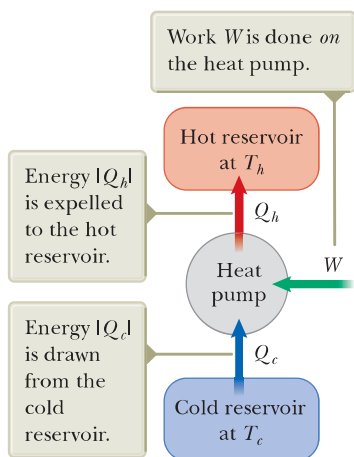 Work W is done on
the heat pump.
Hot reservoir
at Th
Energy |Qh|
is expelled
to the hot
reservoir.
Qh
Heat
pump
W
Energy |Qc|
is drawn
from the
cold
reservoir.
Qc
Cold reservoir
at Tc